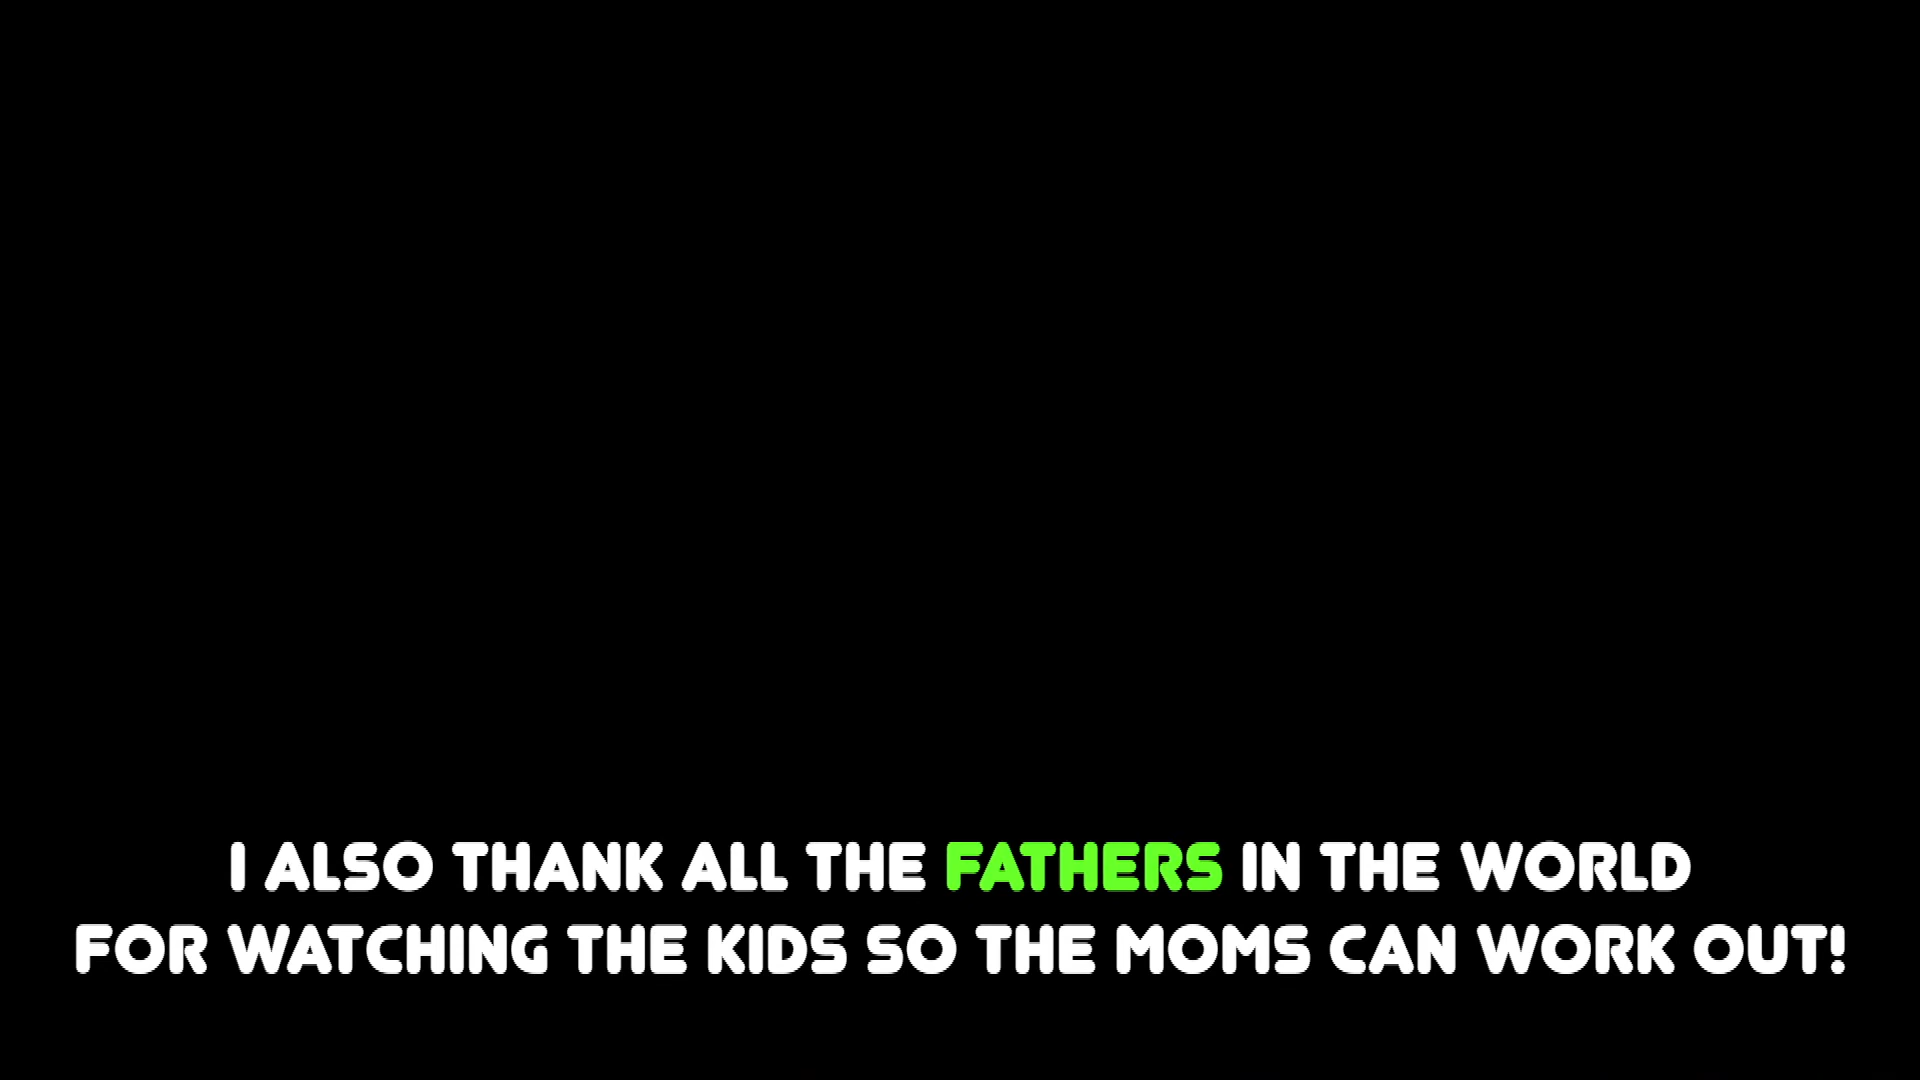 I ALSO THANK ALL THE FATHERS IN THE WORLD
FOR WATCHING THE KIDS SO THE MOMS CAN WORK OUT!